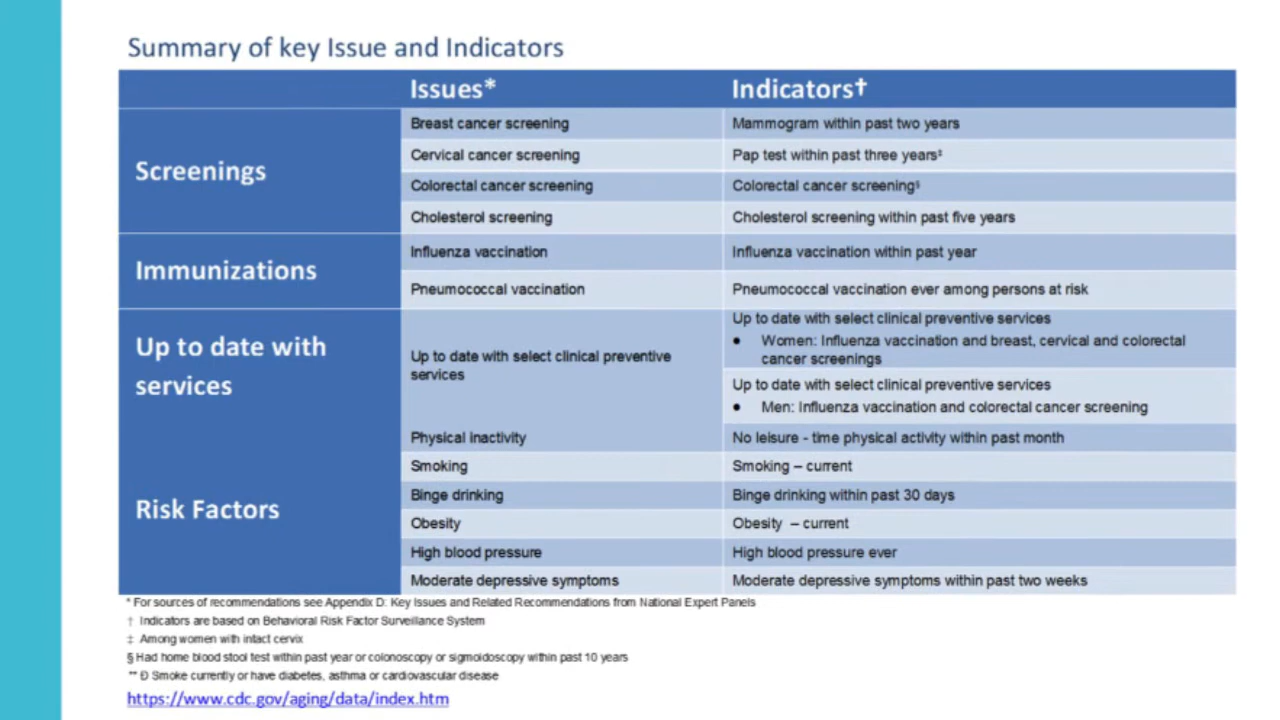 Summary of key Issue and Indicators
Issues* Indicators†
Screenings
Breast cancer screening Mammogram within past two years
Cervical cancer screening Pap test within past three years‡
Colorectal cancer screening Colorectal cancer screening§
Cholesterol screening Cholesterol screening within past five years
Immunizations
Influenza vaccination Influenza vaccination within past year
Pneumococcal vaccination Pneumococcal vaccination ever among persons at risk
Up to date with
services
Up to date with select clinical preventive
services
Up to date with select clinical preventive services
● Women: Influenza vaccination and breast, cervical and colorectal
cancer screenings
Up to date with select clinical preventive services
● Men: Influenza vaccination and colorectal cancer screening
Risk Factors
Physical inactivity No leisure - time physical activity within past month
Smoking Smoking – current
Binge drinking Binge drinking within past 30 days
Obesity Obesity – current
High blood pressure High blood pressure ever
Moderate depressive symptoms Moderate depressive symptoms within past two weeks
* For sources of recommendations see Appendix D: Key Issues and Related Recommendations from National Expert Panels
† Indicators are based on Behavioral Risk Factor Surveillance System
‡ Among women with intact cervix
§ Had home blood stool test within past year or colonoscopy or sigmoidoscopy within past 10 years
** Đ Smoke currently or have diabetes, asthma or cardiovascular disease
https://www.cdc.gov/aging/data/index.htm